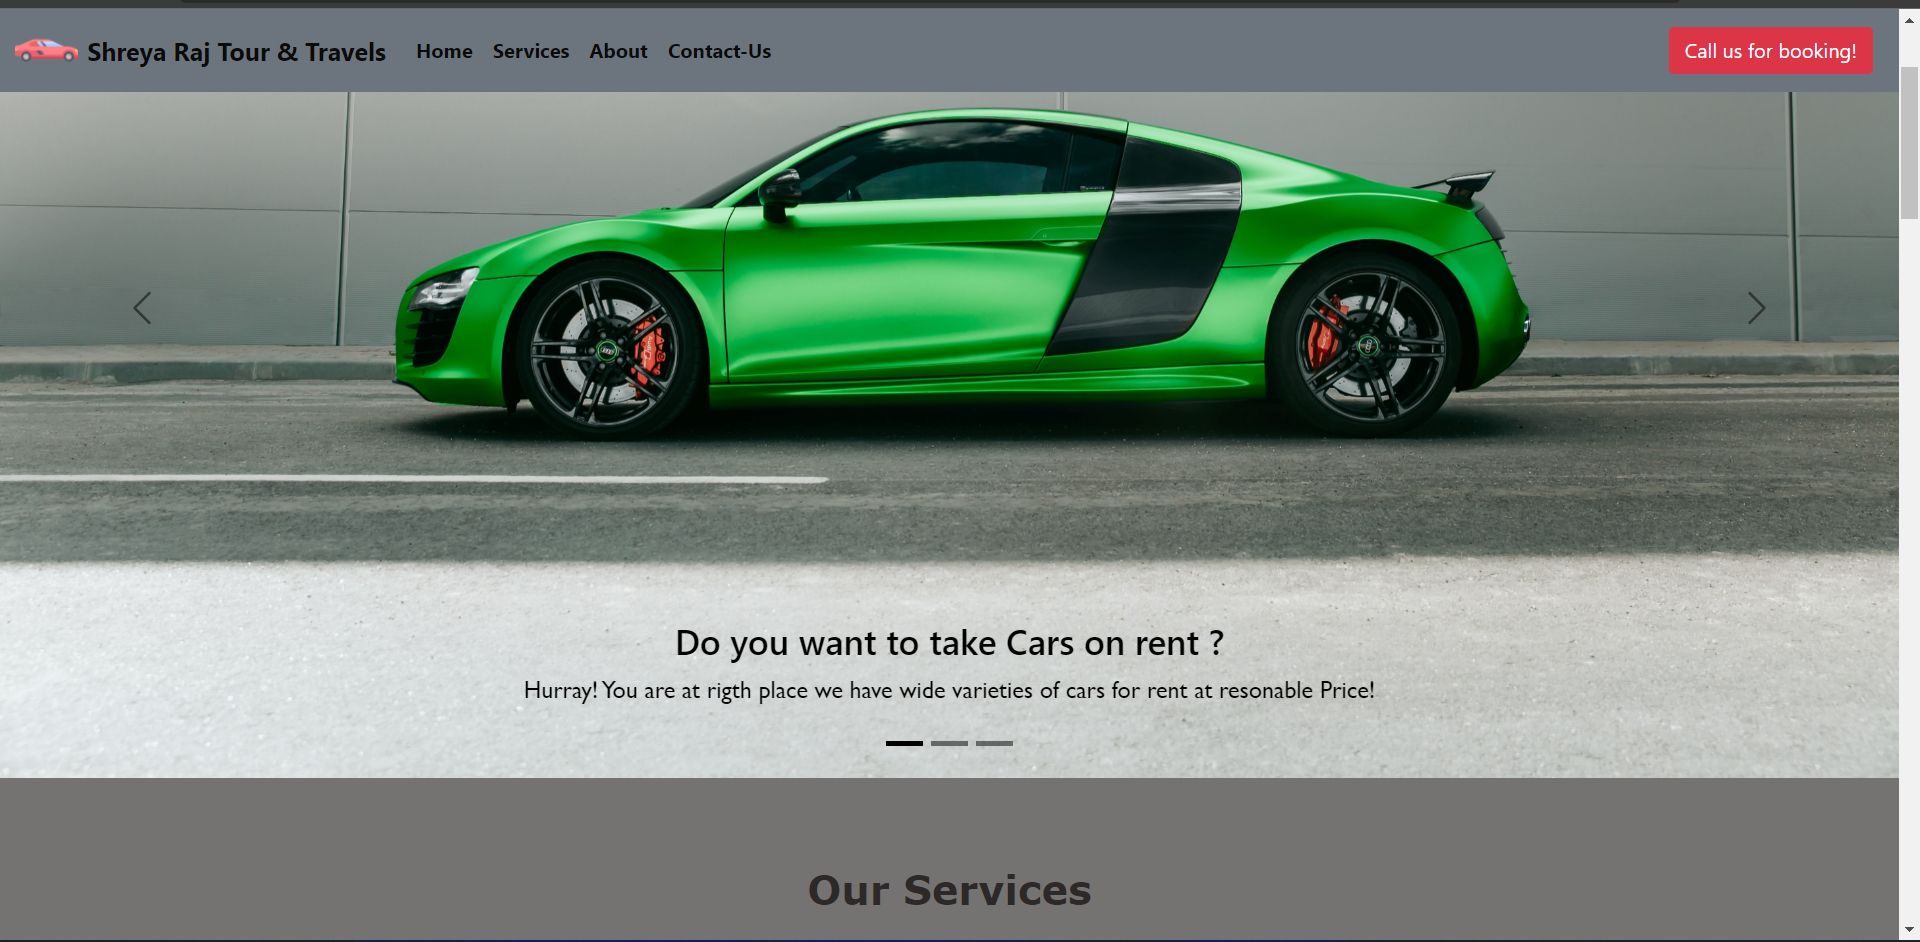 Shreya Raj Tour & Travels Home Services About Contact-Us Call us for booking!
Do you want to take Cars on rent ?
Hurray! You are at rigth place we have wide varieties of cars for rent at resonable Price!
Our Services